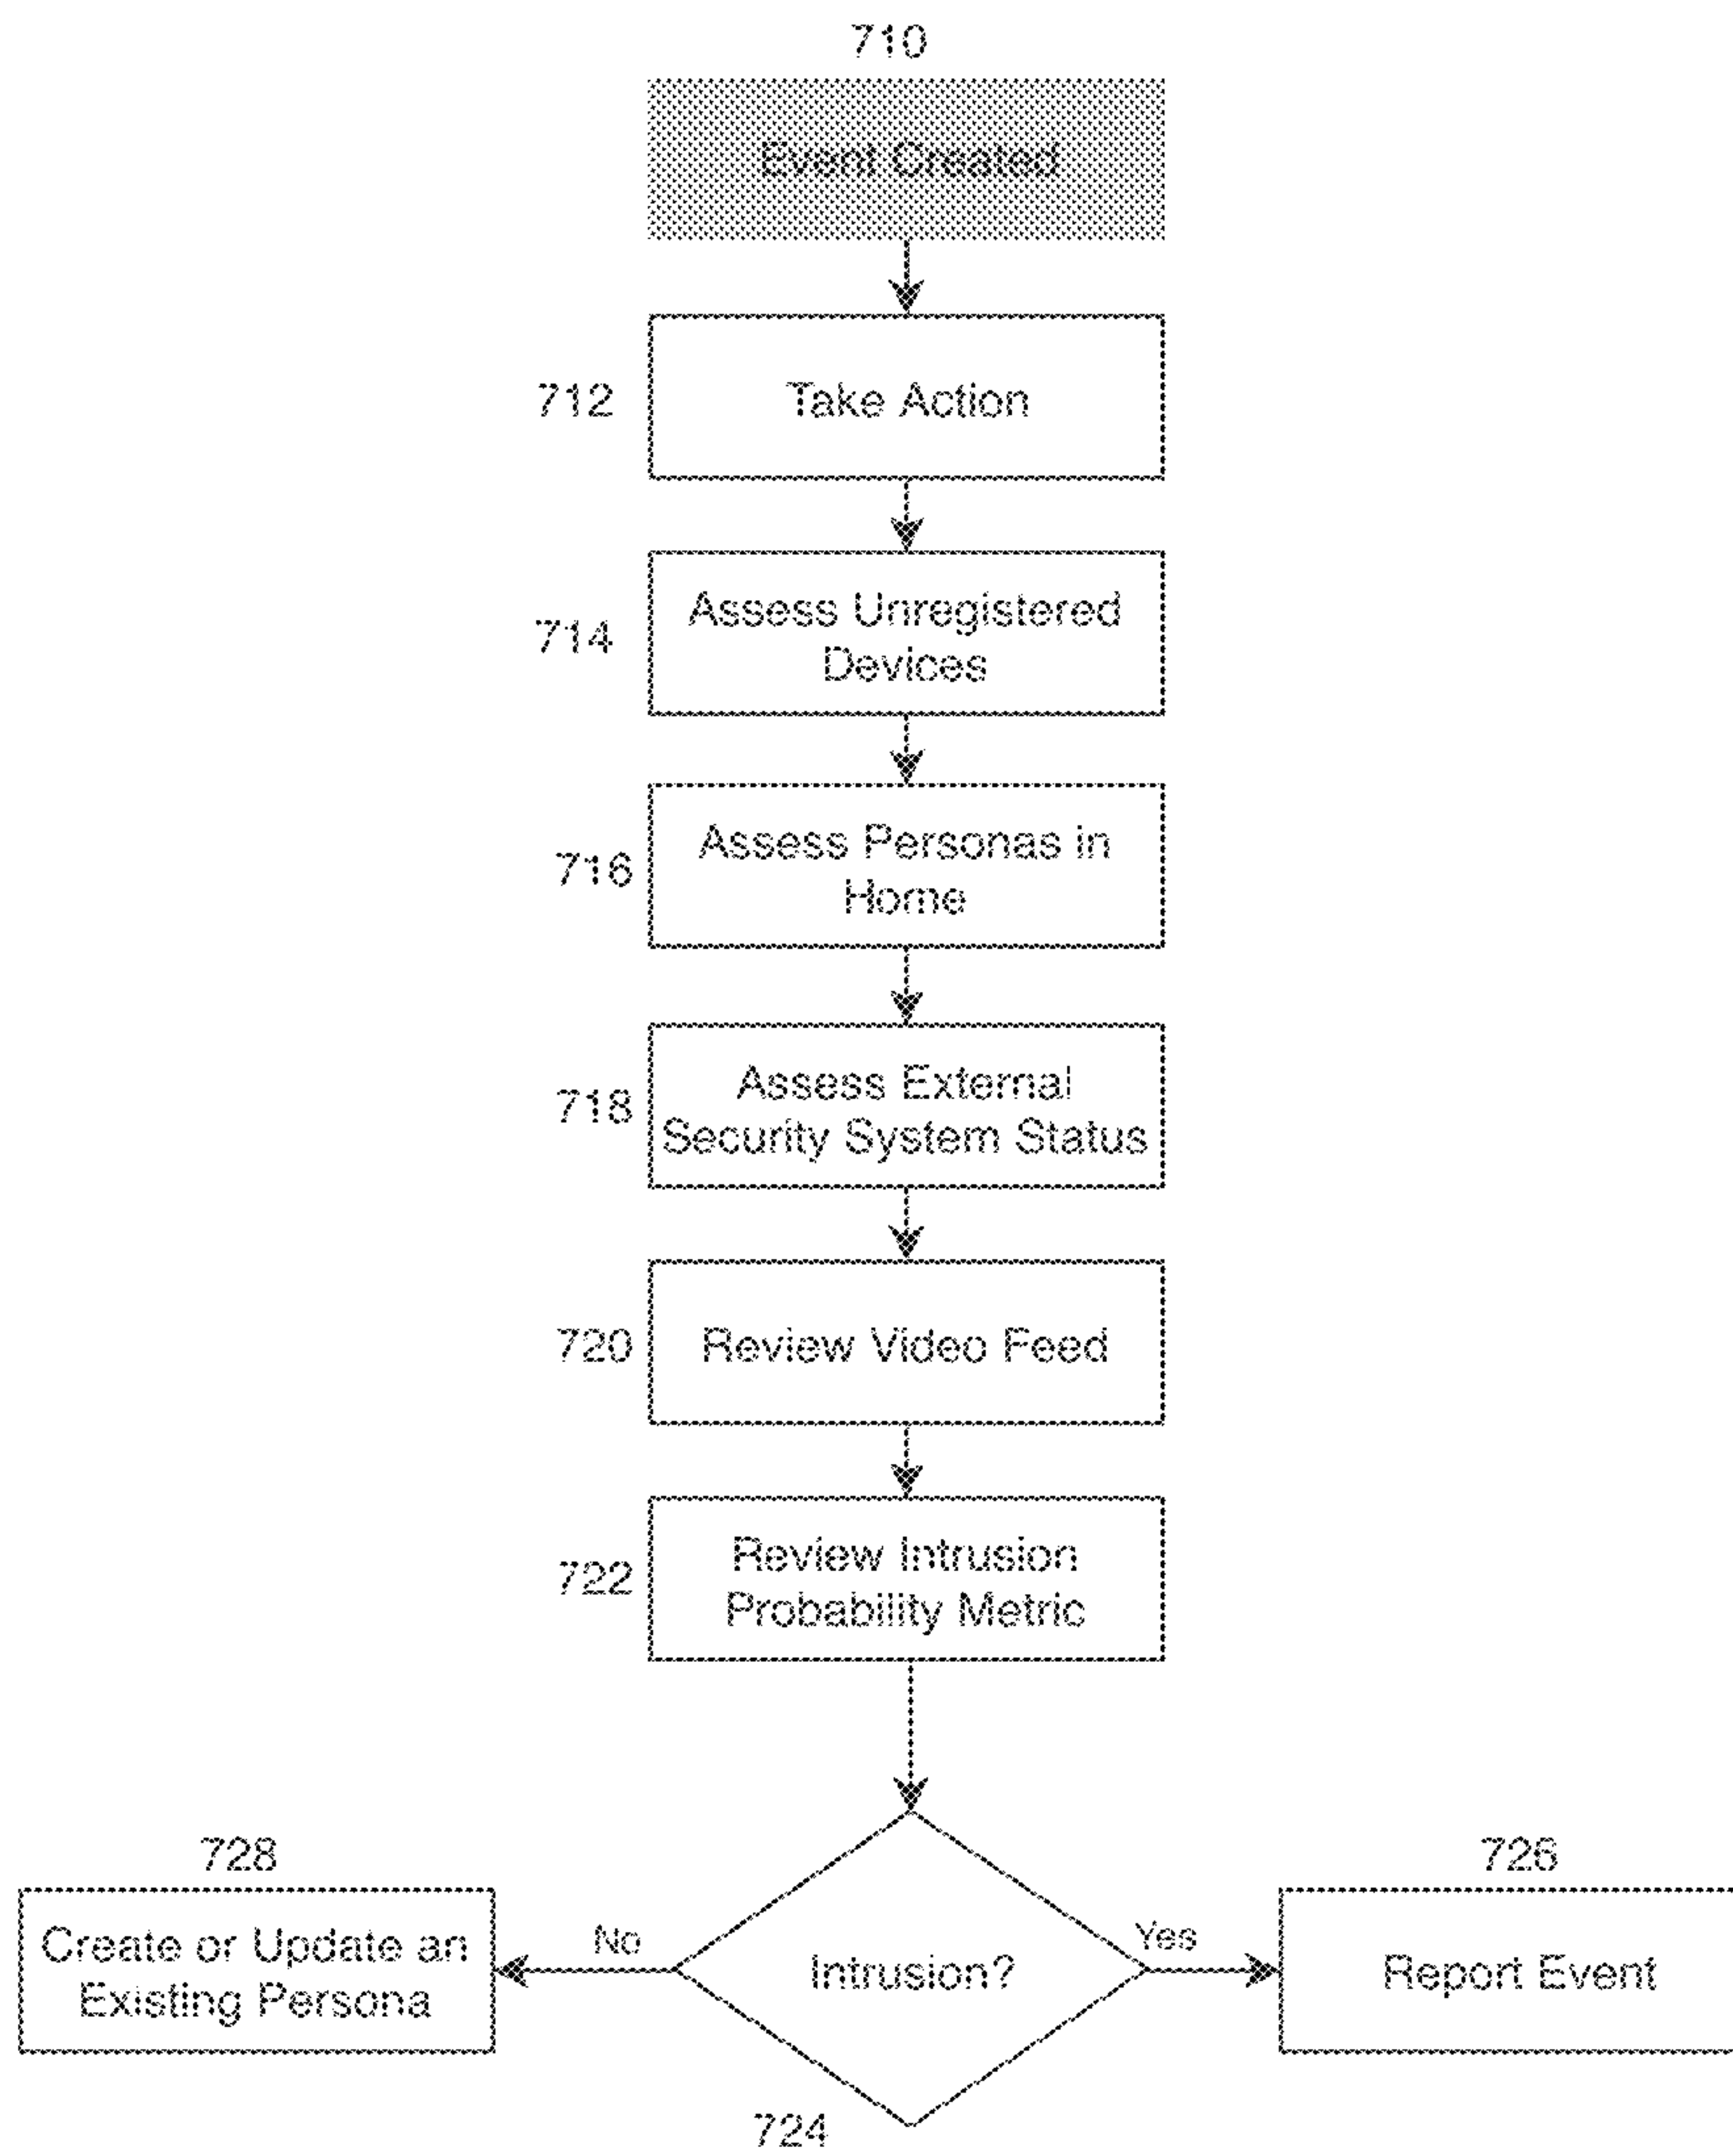 710
Event Created
712
Take Action
714
Assess Unregistered
Devices
716
Assess Personas in
Home
718
Assess External
Security System Status
720
Review Video Feed
722
Review Intrusion
Probability Metric
728
726
Create or Update an
Existing Persona
No
Intrusion?
Yes
Report Event
724